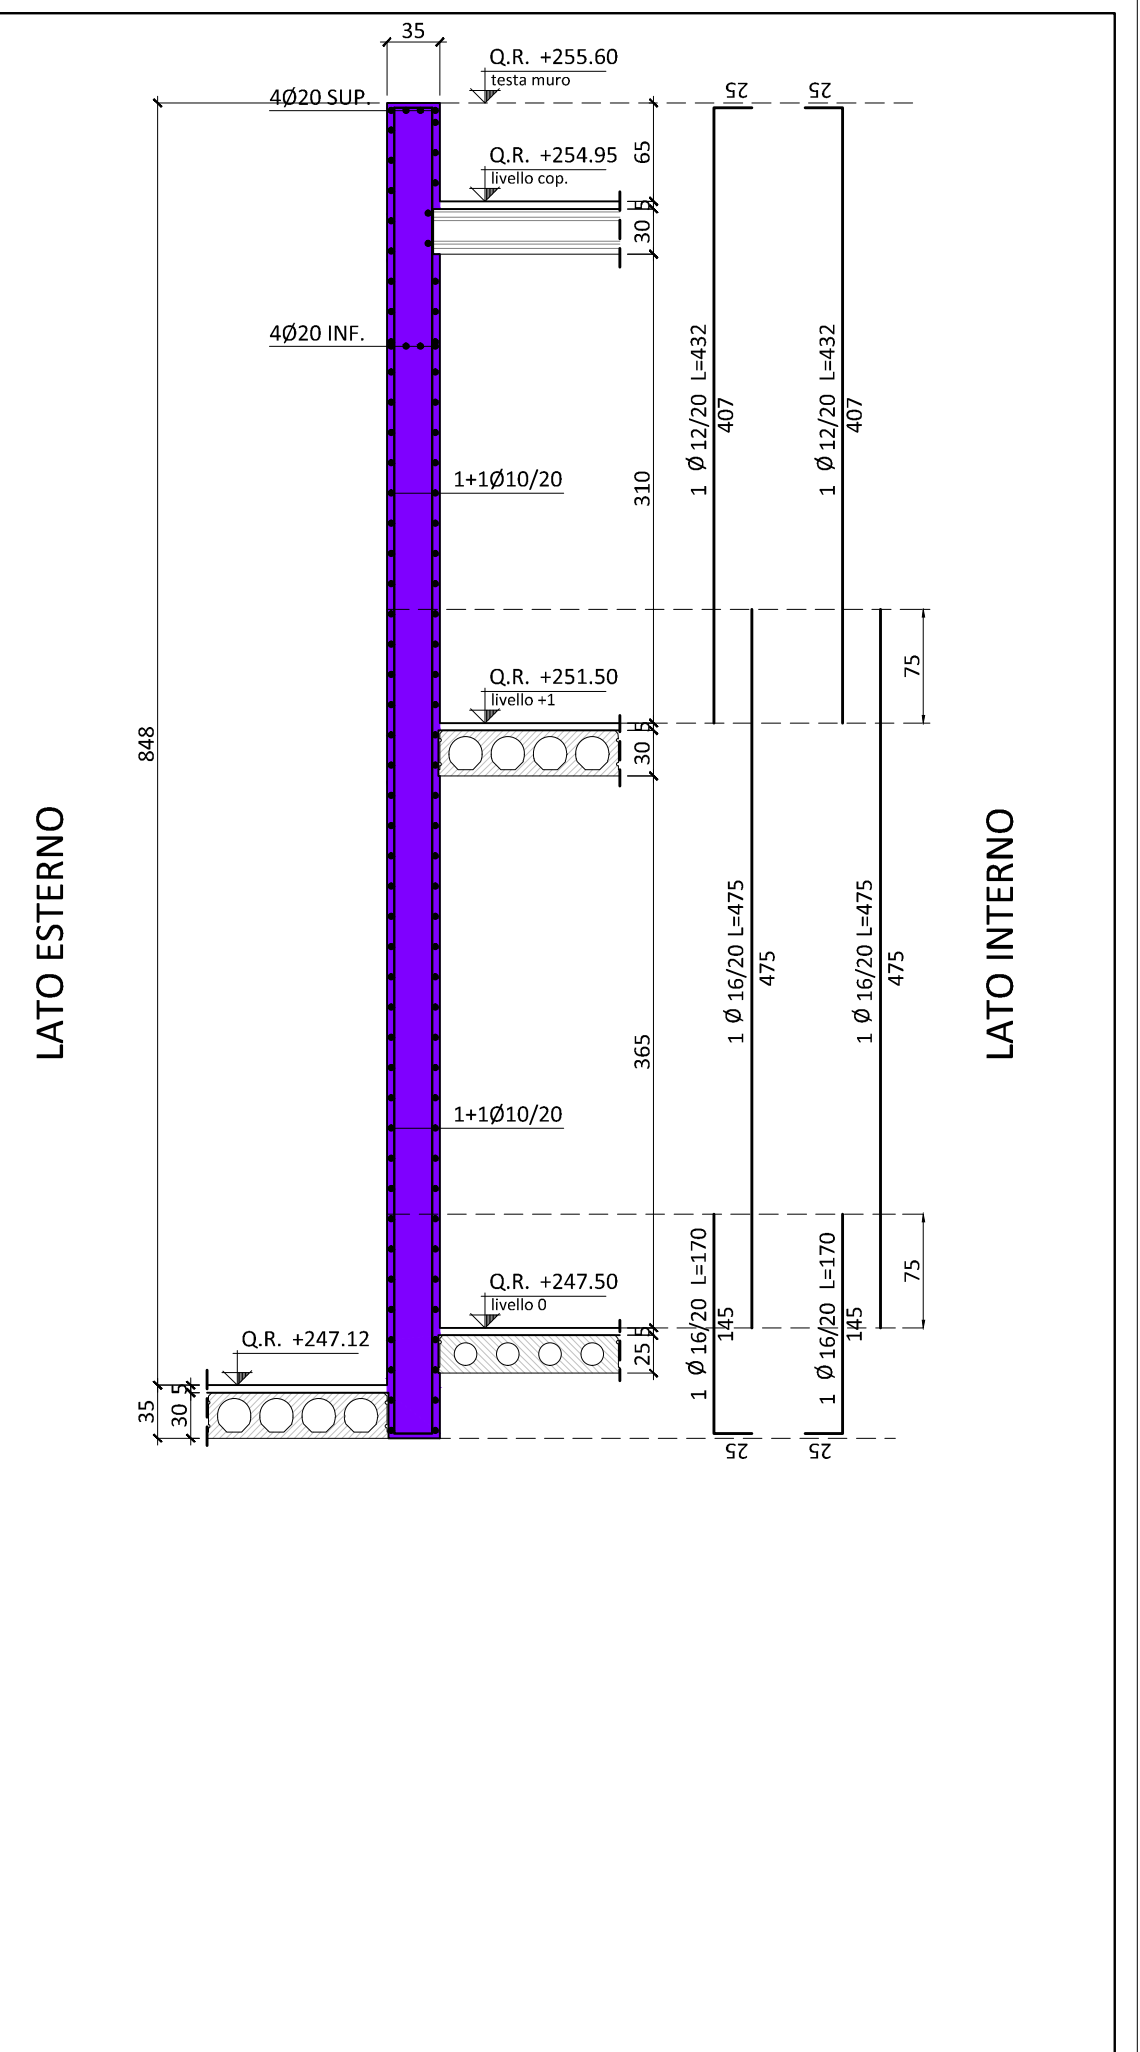 35
Q.R. +255.60
testa muro
25
25
4Ø20 SUP.
65
Q.R. +254.95
livello cop.
5
30
4Ø20 INF.
1 Ø 12/20 L=432
407
1 Ø 12/20 L=432
407
1+1Ø10/20
310
75
Q.R. +251.50
livello +1
5
30
848
LATO ESTERNO
LATO INTERNO
1 Ø 16/20 L=475
475
1 Ø 16/20 L=475
475
365
1+1Ø10/20
75
1 Ø 16/20 L=170
145
1 Ø 16/20 L=170
145
Q.R. +247.50
livello 0
5
25
Q.R. +247.12
5
35
30
25
25